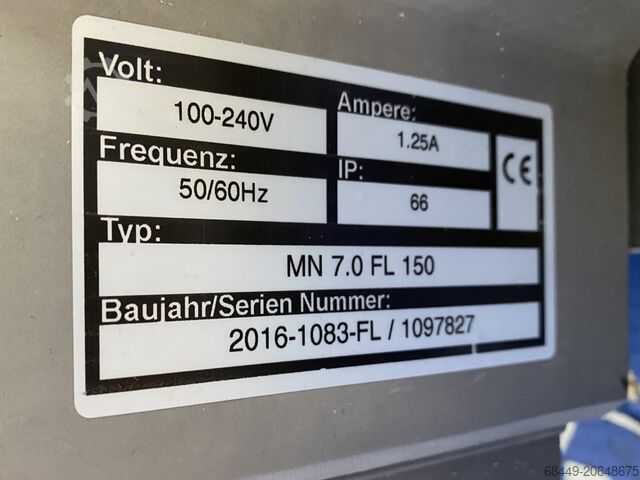 Volt:
100-240V
Ampere:
1.25A
Frequenz:
50/60Hz
IP:
66
CE
Typ:
MN 7.0 FL 150
Baujahr/Serien Nummer:
2016-1083-FL / 1097827
68449-20648675